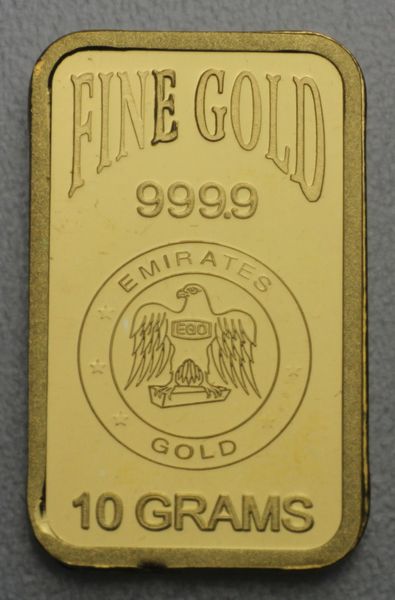 FINE GOLD
999.9
EMIRATES
EGO
GOLD
10 GRAMS